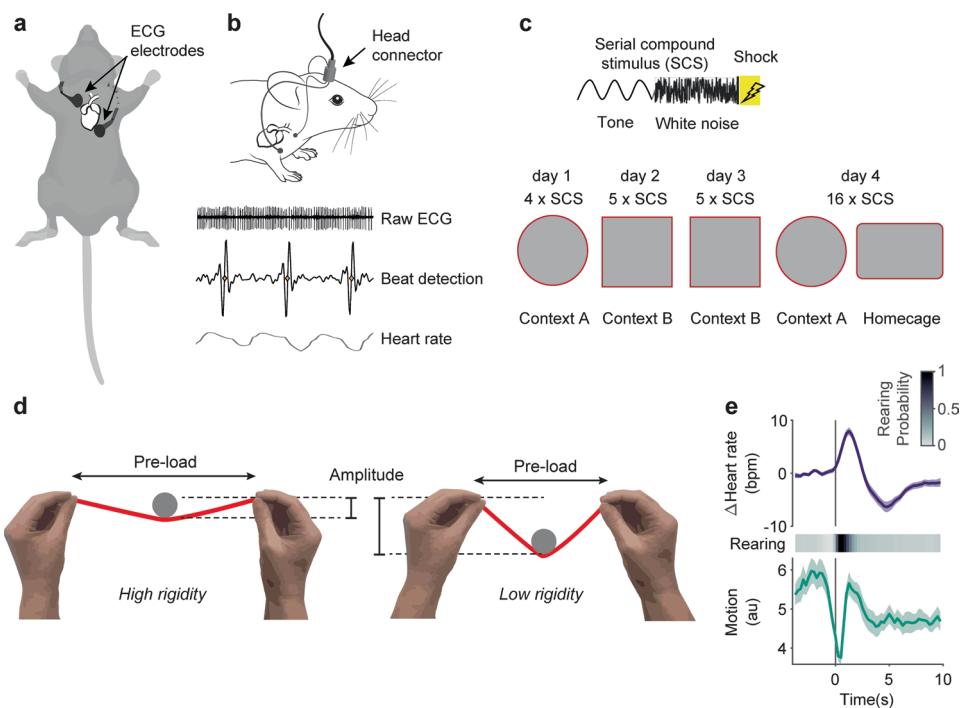 a
ECG
electrodes
b
Head
connector
Raw ECG
Beat detection
Heart rate
c
Serial compound
stimulus (SCS)
Shock
Tone
White noise
day 1
4 x SCS
day 2
5 x SCS
day 3
5 x SCS
day 4
16 x SCS
Context A
Context B
Context B
Context A
Homecage
d
Pre-load
Amplitude
Pre-load
High rigidity
Low rigidity
e
Rearing
Probability
1
0.5
0
ΔHeart rate
(bpm)
10
0
-10
Rearing
Motion
(au)
6
5
4
0
5
10
Time(s)